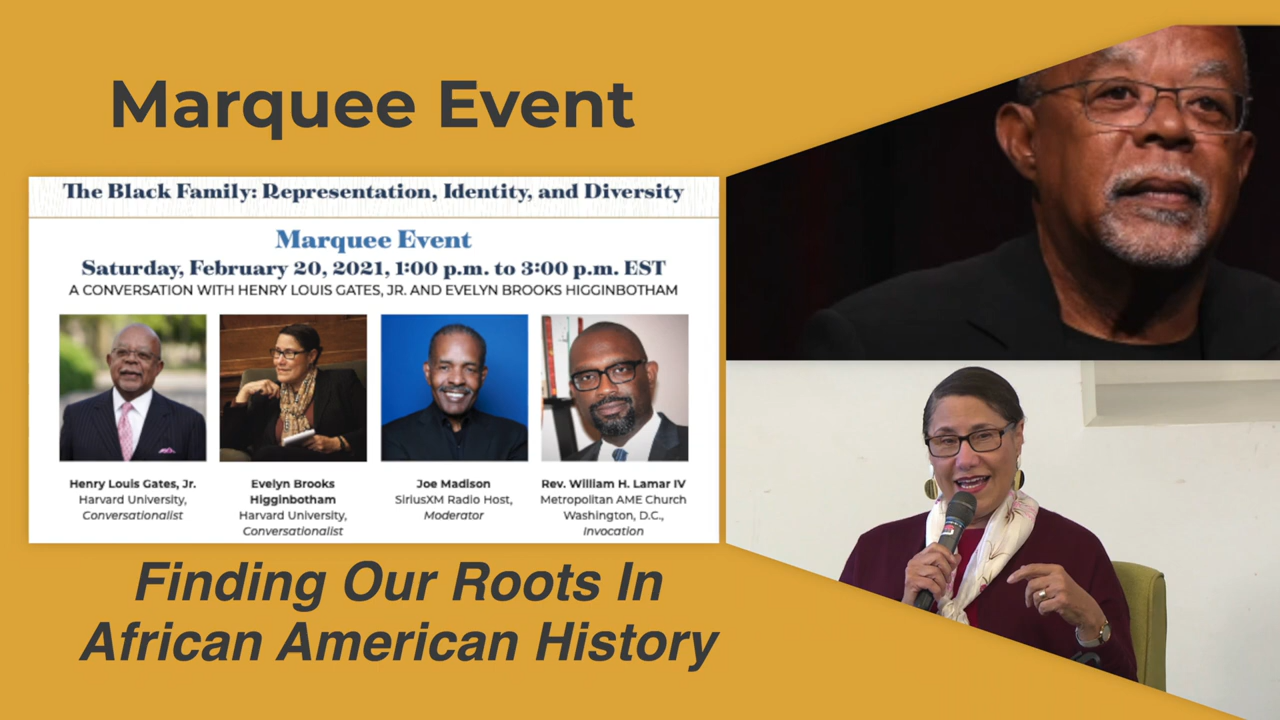 Marquee Event
The Black Family: Representation, Identity, and Diversity
Marquee Event
Saturday, February 20, 2021, 1:00 p.m. to 3:00 p.m. EST
A CONVERSATION WITH HENRY LOUIS GATES, JR. AND EVELYN BROOKS HIGGINBOTHAM
Henry Louis Gates, Jr.
Harvard University,
Conversationalist
Evelyn Brooks
Higginbotham
Harvard University,
Conversationalist
Joe Madison
SiriusXM Radio Host,
Moderator
Rev. William H. Lamar IV
Metropolitan AME Church
Washington, D.C.,
Invocation
Finding Our Roots In
African American History